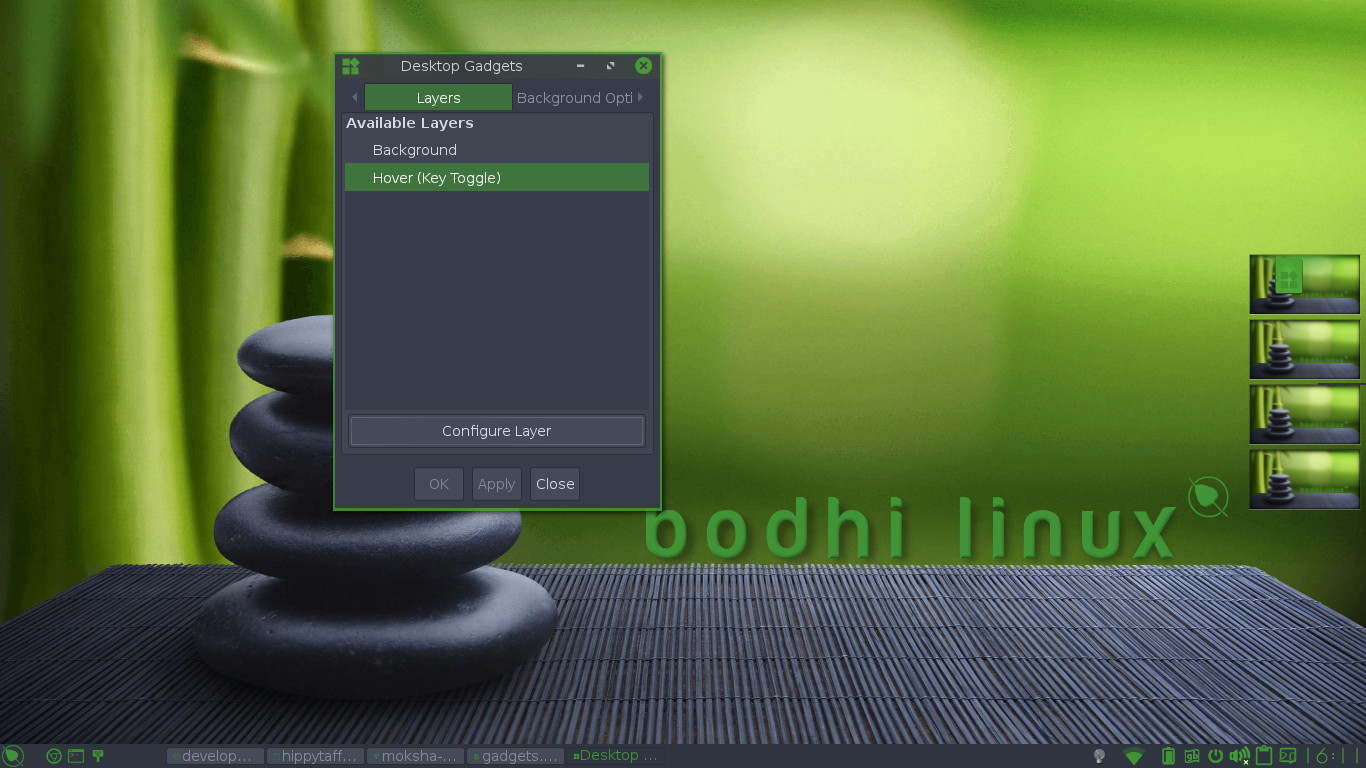 Desktop Gadgets
Layers
Background Opti
Available Layers
Background
Hover (Key Toggle)
Configure Layer
OK
Apply
Close
bodhi linux
develop...
hippytaff...
moksha-...
gadgets....
Desktop ...
gb